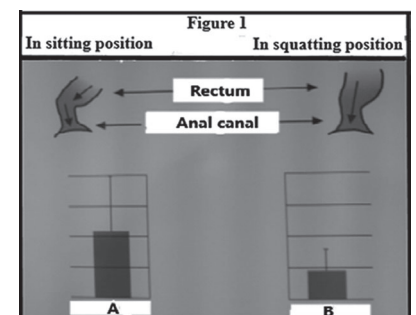 Figure 1
In sitting position In squatting position
Rectum
Anal canal
A B